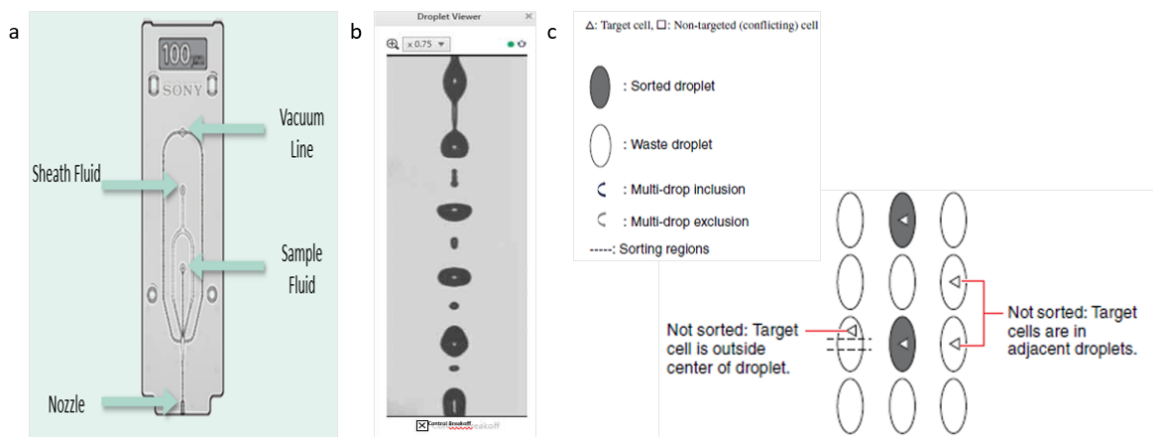 a
100
SONY
Vacuum
Line
Sheath Fluid
Sample
Fluid
Nozzle
b
Droplet Viewer
x 0.75
Control Breakoff
c
△: Target cell, □: Non-targeted (conflicting) cell
: Sorted droplet
: Waste droplet
: Multi-drop inclusion
: Multi-drop exclusion
-----: Sorting regions
Not sorted: Target
cell is outside
center of droplet.
Not sorted: Target
cells are in
adjacent droplets.